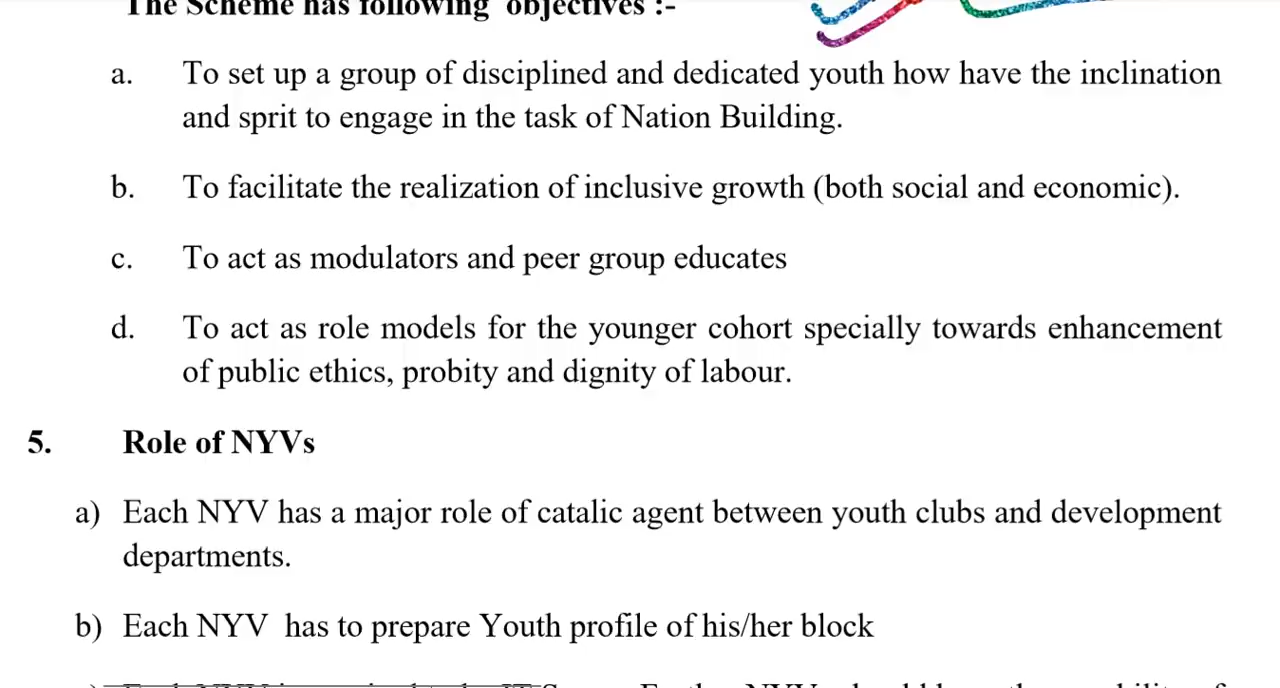 The Scheme has following objectives :-
a. To set up a group of disciplined and dedicated youth how have the inclination
and sprit to engage in the task of Nation Building.
b. To facilitate the realization of inclusive growth (both social and economic).
c. To act as modulators and peer group educates
d. To act as role models for the younger cohort specially towards enhancement
of public ethics, probity and dignity of labour.
5. Role of NYVs
a) Each NYV has a major role of catalic agent between youth clubs and development
departments.
b) Each NYV has to prepare Youth profile of his/her block